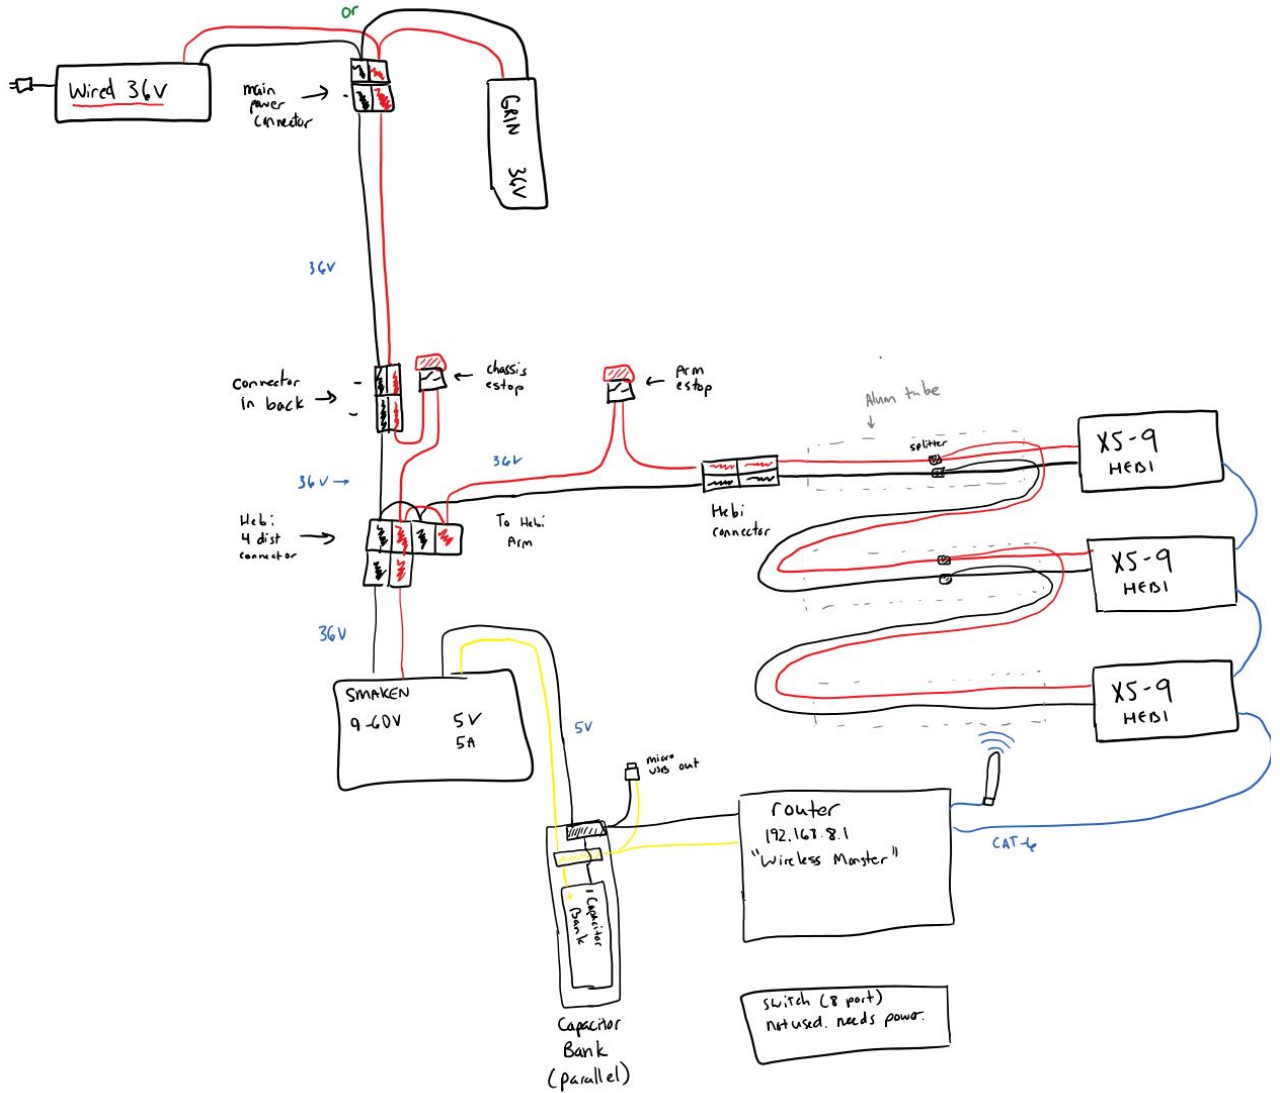 or
Wired 36V
main
power
connector
GRIN 36V
36V
Connector
in back
chassis
estop
Arm
estop
Alum tube
splitter
X5-9
HEBI
36V
36V
Hebi
4 dist
connector
To Hebi
Arm
Hebi
connector
X5-9
HEBI
36V
SMAKEN
9-60V
5V
5A
5V
X5-9
HEBI
micro
USB out
router
192.168.8.1
"Wireless Monster"
CAT-6
+
-
Capacitor
Bank
switch (8 port)
not used. needs power.
Capacitor
Bank
(parallel)